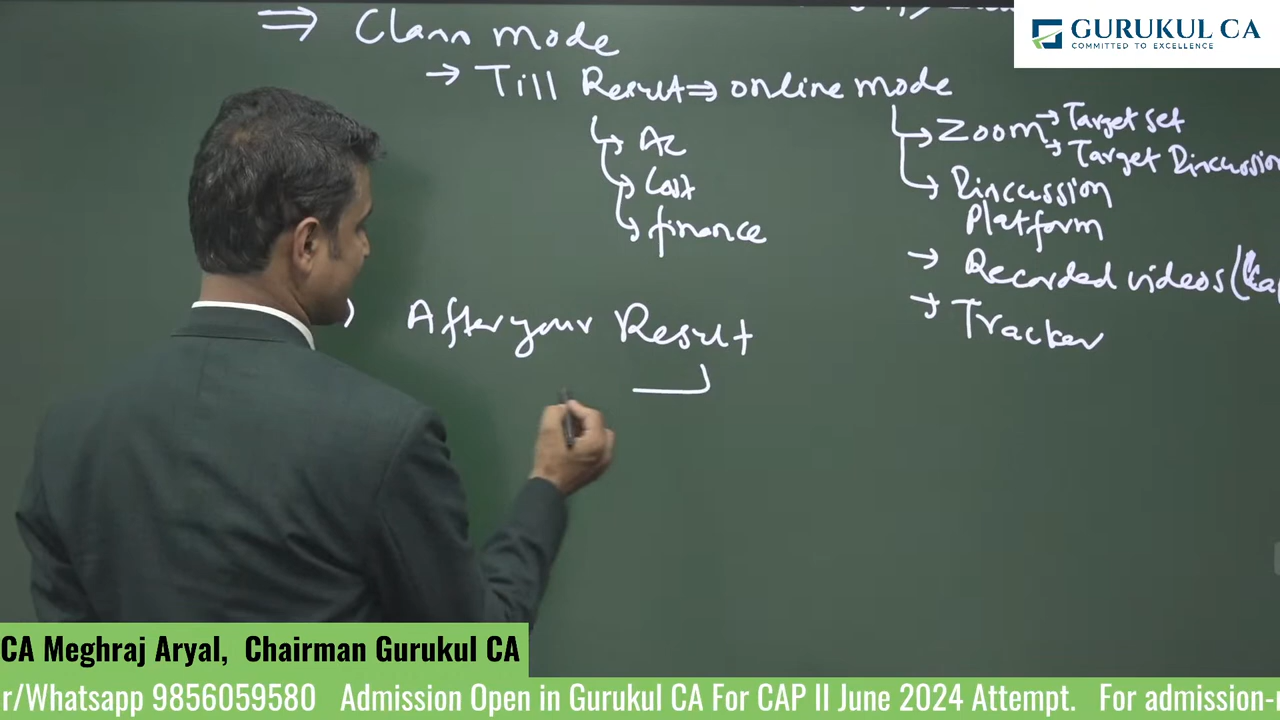 GURUKUL CA
COMMITTED TO EXCELLENCE
⇒ Class mode
→ Till Result ⇒ online mode
→ Ac
→ Cost
→ finance
→ Zoom → Target set
→ Target Discussion
→ Discussion
Platform
→ Recorded videos (
→ Tracker
After your Result
CA Meghraj Aryal, Chairman Gurukul CA
r/Whatsapp 9856059580 Admission Open in Gurukul CA For CAP II June 2024 Attempt. For admission-